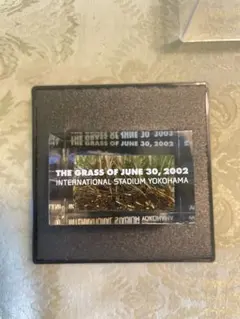 THE GRASS OF JUNE 30, 2002
INTERNATIONAL STADIUM YOKOHAMA